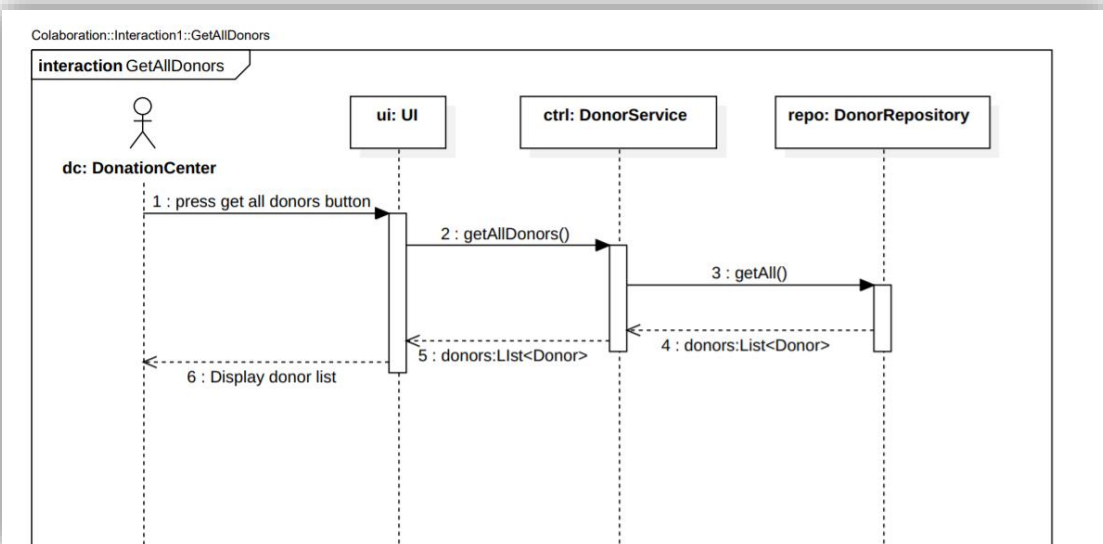 Colaboration::Interaction1::GetAllDonors
interaction GetAllDonors
ui: UI
ctrl: DonorService
repo: DonorRepository
dc: DonationCenter
1 : press get all donors button
2 : getAllDonors()
3 : getAll()
4 : donors:List<Donor>
5 : donors:LIst<Donor>
6 : Display donor list